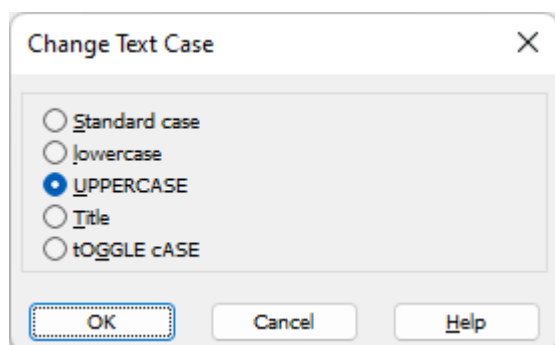 Change Text Case
Standard case
lowercase
UPPERCASE
Title
tOGGLE cASE
OK Cancel Help